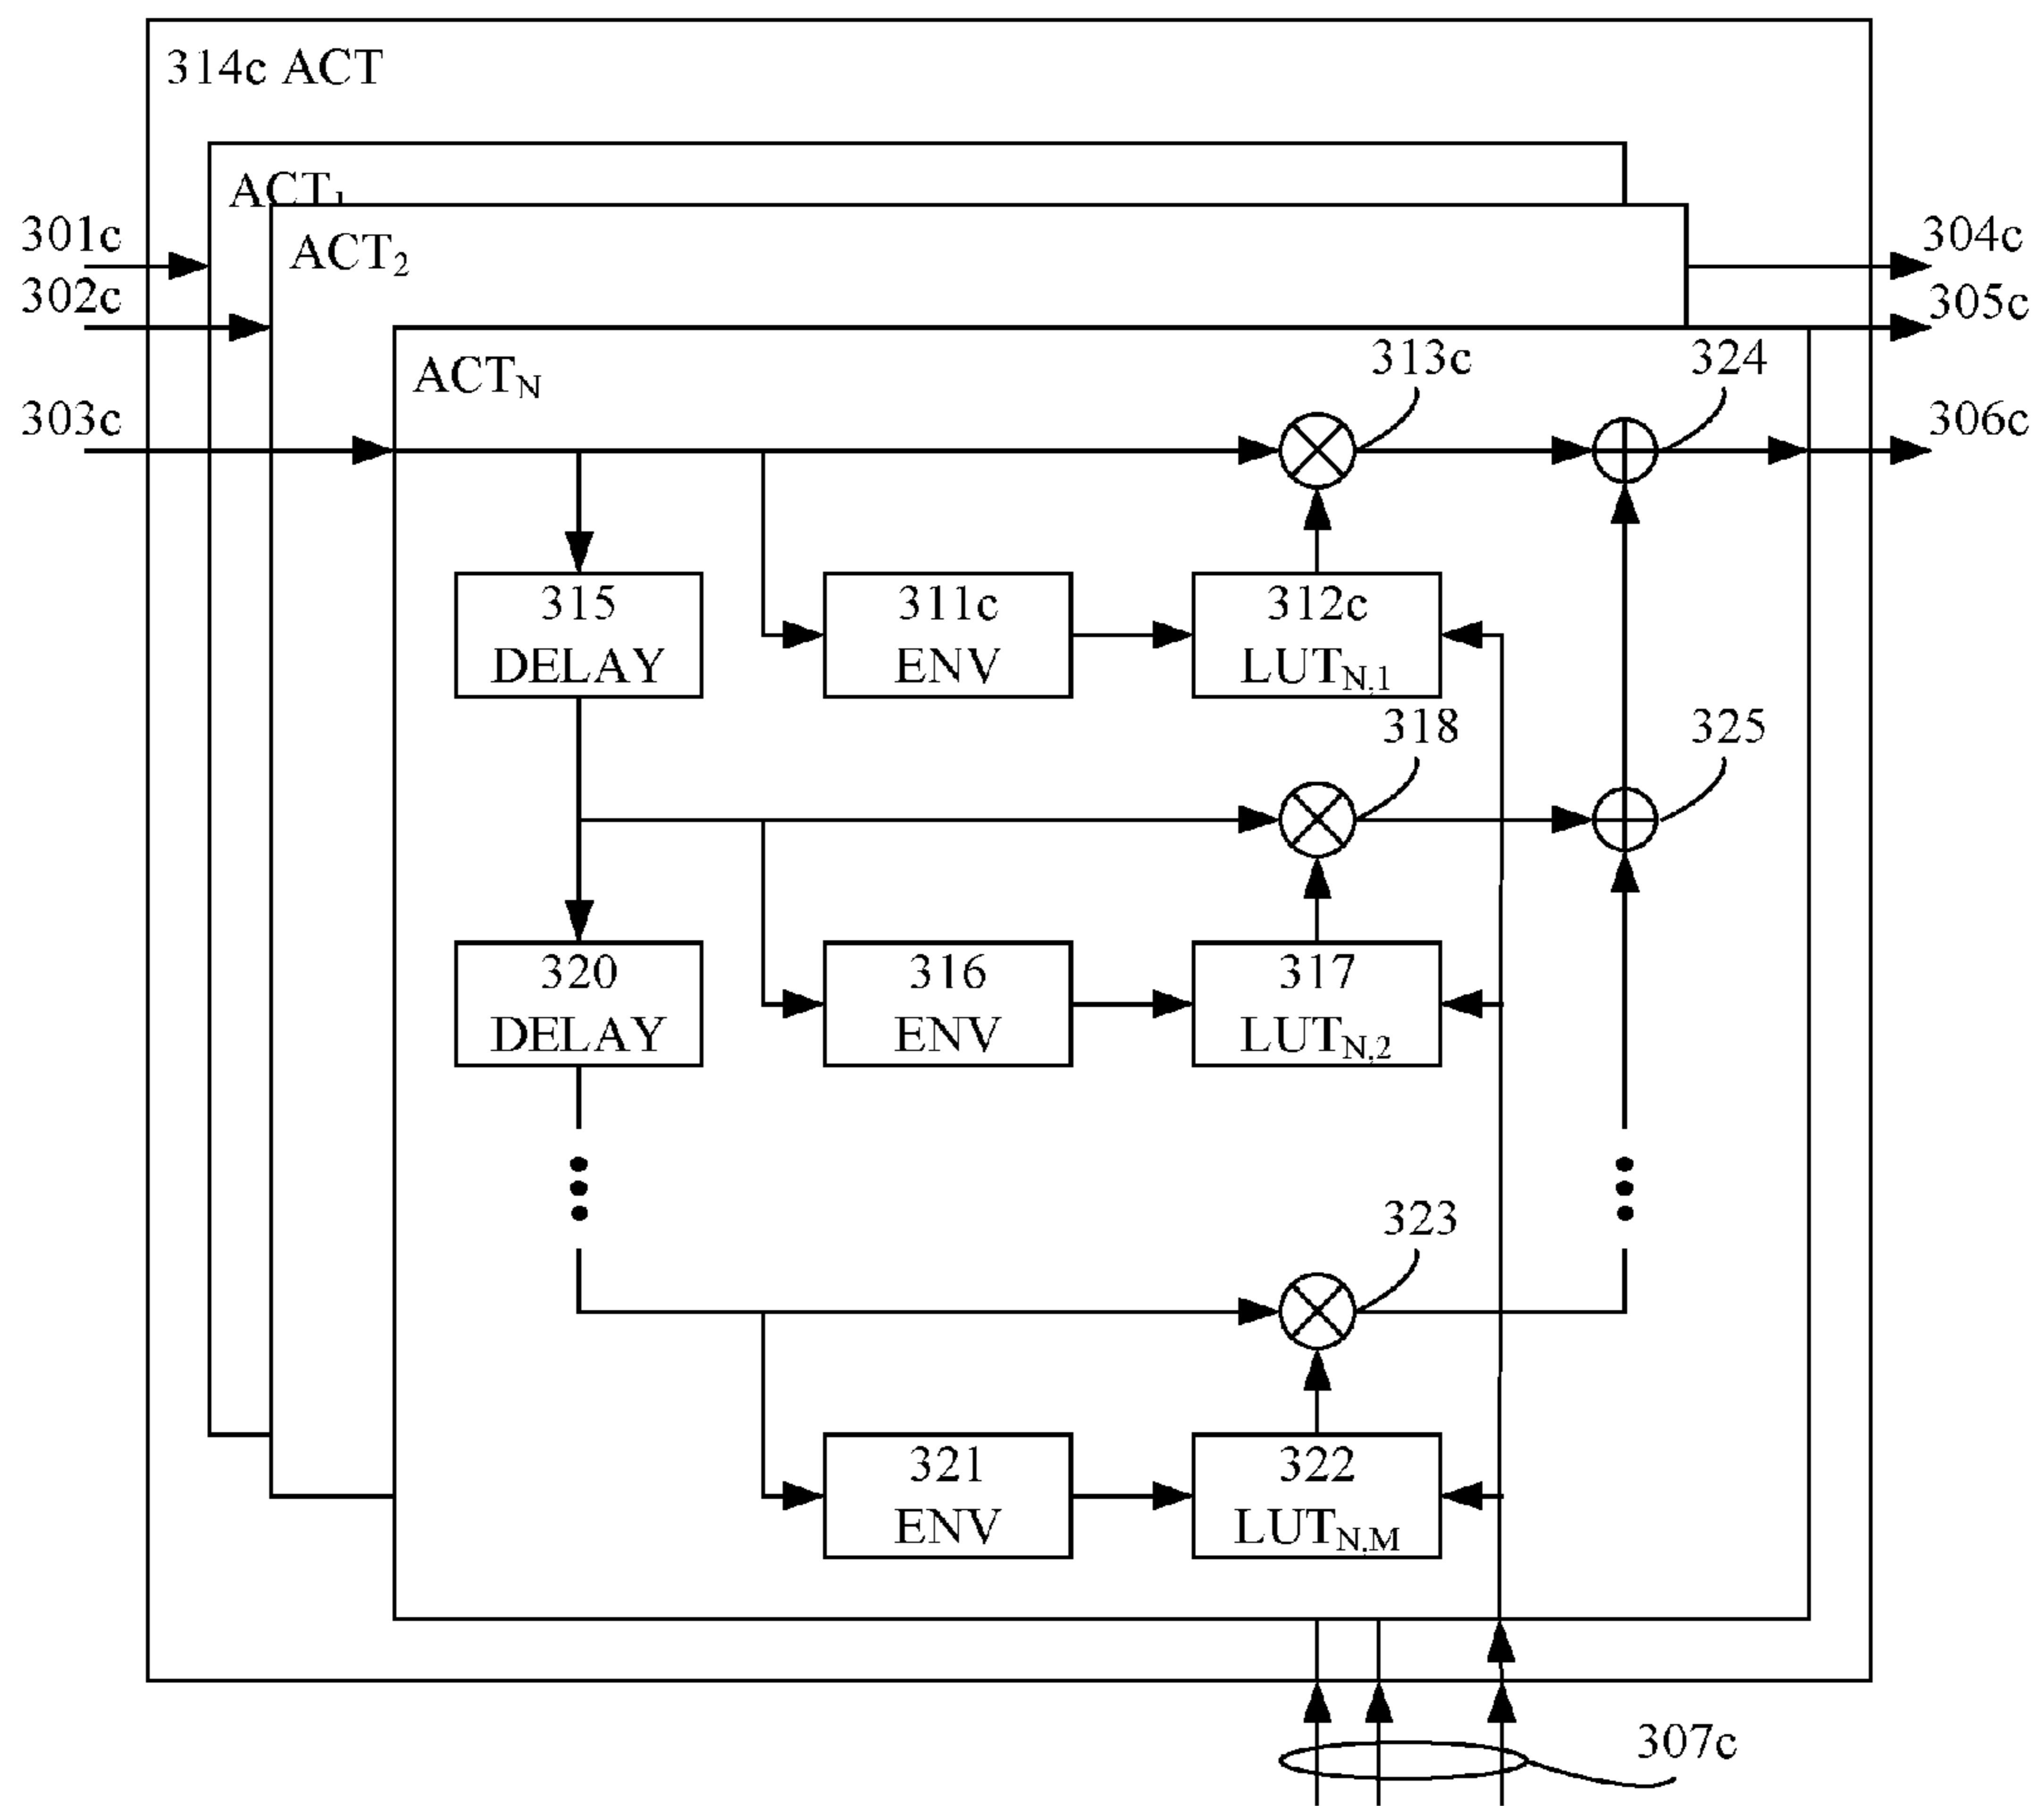 314c ACT
ACT1
301c
304c
ACT2
302c
305c
313c
324
ACTN
303c
306c
315
DELAY
311c
ENV
312c
LUTN,1
318
325
320
DELAY
316
ENV
317
LUTN,2
323
321
ENV
322
LUTN,M
307c